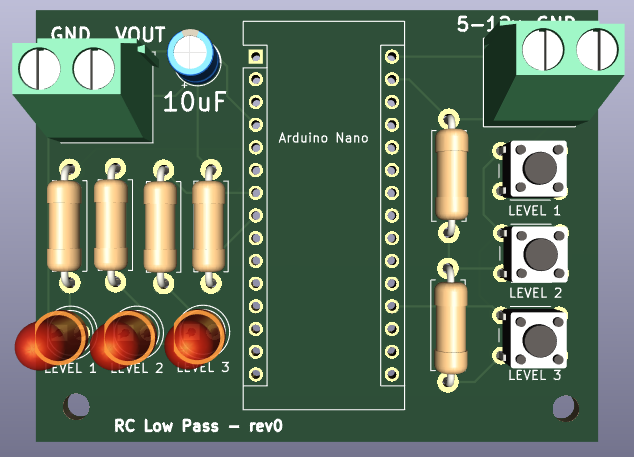 GND VOUT
5-12v GND
10uF
Arduino Nano
LEVEL 1
LEVEL 2
LEVEL 3
LEVEL 1 LEVEL 2 LEVEL 3
RC Low Pass - rev0